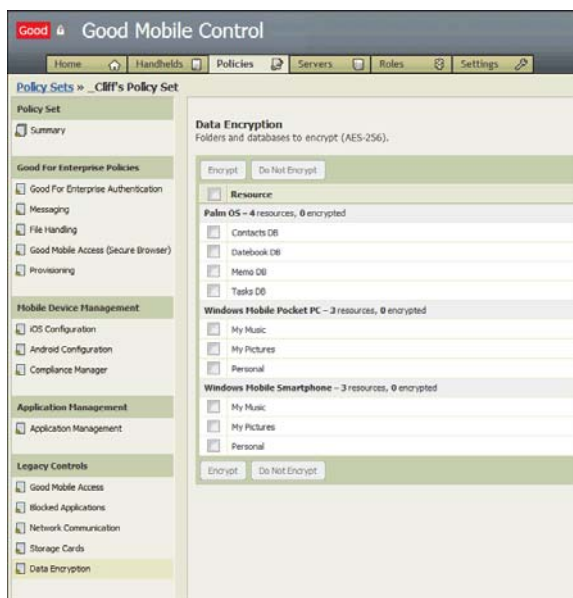 Good Good Mobile Control
Home Handhelds Policies Servers Roles Settings
Policy Sets » _Cliff's Policy Set
Policy Set
Summary
Good For Enterprise Policies
Good For Enterprise Authentication
Messaging
File Handling
Good Mobile Access (Secure Browser)
Provisioning
Mobile Device Management
iOS Configuration
Android Configuration
Compliance Manager
Application Management
Application Management
Legacy Controls
Good Mobile Access
Blocked Applications
Network Communication
Storage Cards
Data Encryption
Data Encryption
Folders and databases to encrypt (AES-256).
Encrypt Do Not Encrypt
Resource
Palm OS – 4 resources, 0 encrypted
Contacts DB
Datebook DB
Memo DB
Tasks DB
Windows Mobile Pocket PC – 3 resources, 0 encrypted
My Music
My Pictures
Personal
Windows Mobile Smartphone – 3 resources, 0 encrypted
My Music
My Pictures
Personal
Encrypt Do Not Encrypt